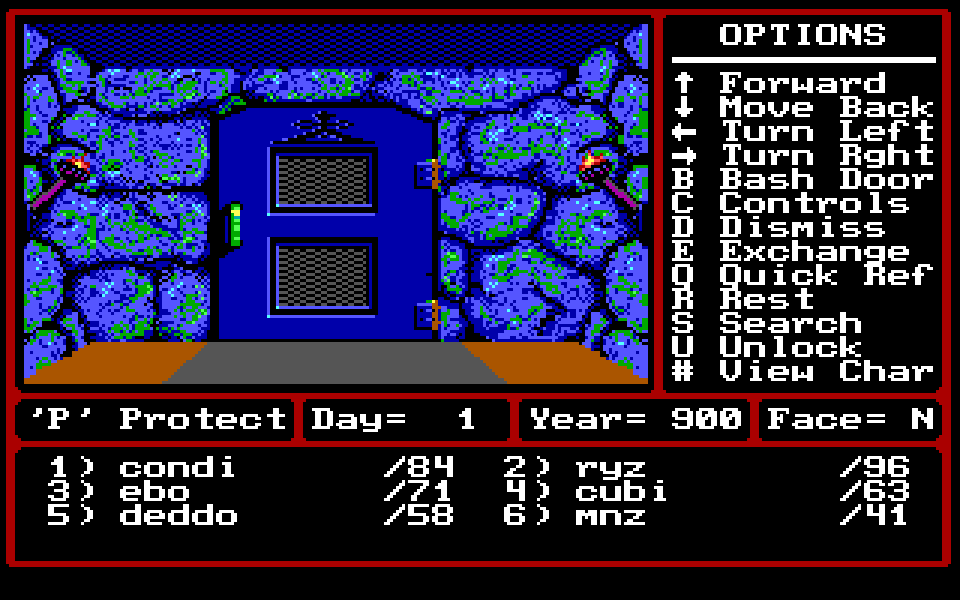 OPTIONS
↑ Forward
↓ Move Back
← Turn Left
→ Turn Rght
B Bash Door
C Controls
D Dismiss
E Exchange
Q Quick Ref
R Rest
S Search
U Unlock
# View Char
'P' Protect Day= 1 Year= 900 Face= N
1) condi /84 2) ryz /96
3) ebo /71 4) cubi /63
5) deddo /58 6) mnz /41